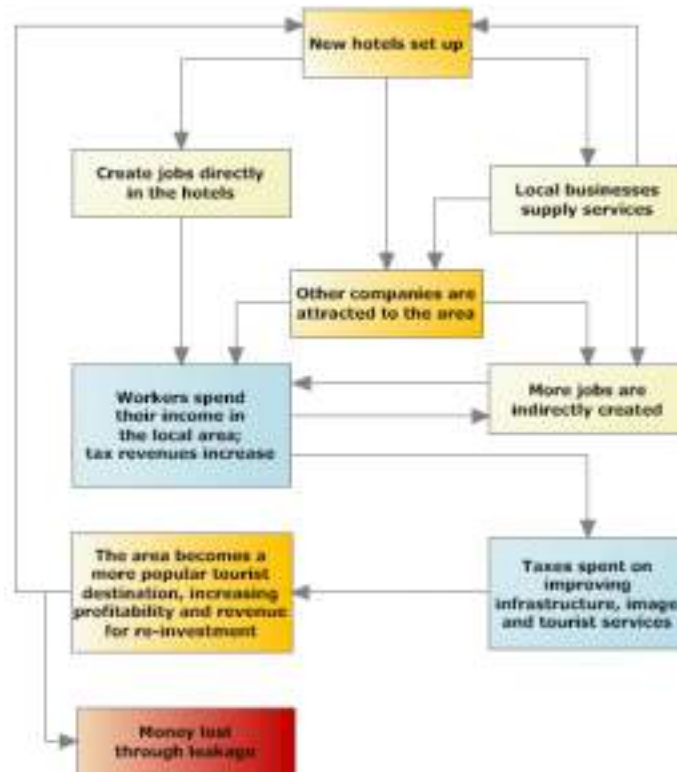 New hotels set up
Create jobs directly
in the hotels
Local businesses
supply services
Other companies are
attracted to the area
Workers spend
their income in
the local area;
tax revenues increase
More jobs are
indirectly created
The area becomes a
more popular tourist
destination, increasing
profitability and revenue
for re-investment
Taxes spent on
improving
infrastructure, image
and tourist services
Money lost
through leakage